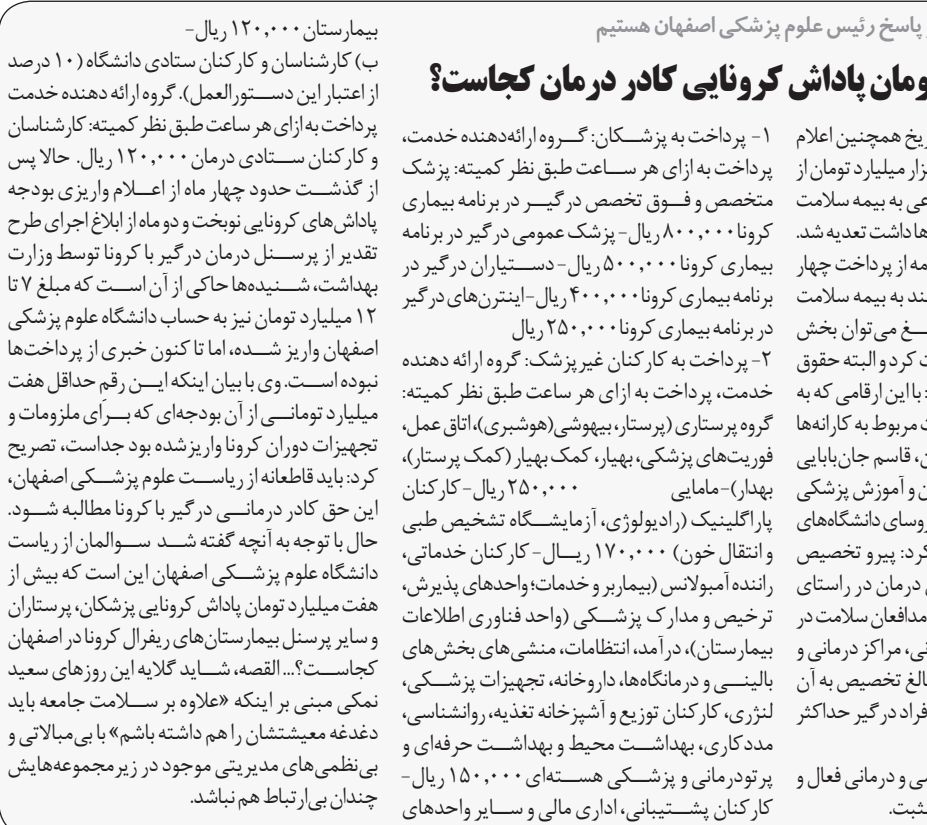 پاسخ رئیس علوم پزشکی اصفهان هستیم
ومان پاداش کرونایی کادر درمان کجاست؟
ریخ همچنین اعلام
زار میلیارد تومان از
عی به بیمه سلامت
ها داشت تعدیه شد.
مه از پرداخت چهار
ند به بیمه سلامت
ـغ می‌توان بخش
ت کرد و البته حقوق
: با این ارقامی که به
ت مربوط به کارانه‌ها
ن، قاسم جان‌بابایی
ن و آموزش پزشکی
روسای دانشگاه‌های
کرد: پیرو تخصیص
ی درمان در راستای
مدافعان سلامت در
نی، مراکز درمانی و
الغ تخصیص به آن
فراد درگیر حداکثر
سی و درمانی فعال و
مثبت.
۱- پرداخت به پزشکان: گروه ارائه‌دهنده خدمت،
پرداخت به ازای هر ساعت طبق نظر کمیته: پزشک
متخصص و فوق تخصص درگیر در برنامه بیماری
کرونا ۸۰۰,۰۰۰ ریال- پزشک عمومی درگیر در برنامه
بیماری کرونا ۵۰۰,۰۰۰ ریال- دستیاران درگیر در
برنامه بیماری کرونا ۴۰۰,۰۰۰ ریال-اینترن‌های درگیر
در برنامه بیماری کرونا ۲۵۰,۰۰۰ ریال
۲- پرداخت به کارکنان غیرپزشک: گروه ارائه دهنده
خدمت، پرداخت به ازای هر ساعت طبق نظر کمیته:
گروه پرستاری (پرستار، بیهوشی(هوشبری)، اتاق عمل،
فوریت‌های پزشکی، بهیار، کمک بهیار (کمک پرستار)،
بهدار)-مامایی ۲۵۰,۰۰۰ ریال- کارکنان
پاراگلینیک (رادیولوژی، آزمایشگاه تشخیص طبی
و انتقال خون) ۱۷۰,۰۰۰ ریال- کارکنان خدماتی،
راننده آمبولانس (بیماربر و خدمات؛ واحدهای پذیرش،
ترخیص و مدارک پزشکی (واحد فناوری اطلاعات
بیمارستان)، درآمد، انتظامات، منشی‌های بخش‌های
بالینی و درمانگاه‌ها، داروخانه، تجهیزات پزشکی،
لنژری، کارکنان توزیع و آشپزخانه تغذیه، روانشناسی،
مددکاری، بهداشت محیط و بهداشت حرفه‌ای و
پرتودرمانی و پزشکی هسته‌ای ۱۵۰,۰۰۰ ریال-
کارکنان پشتیبانی، اداری مالی و سایر واحدهای
بیمارستان ۱۲۰,۰۰۰ ریال-
ب) کارشناسان و کارکنان ستادی دانشگاه (۱۰ درصد
از اعتبار این دستورالعمل). گروه ارائه دهنده خدمت
پرداخت به‌ازای هر ساعت طبق نظر کمیته: کارشناسان
و کارکنان ستادی درمان ۱۲۰,۰۰۰ ریال. حالا پس
از گذشت حدود چهار ماه از اعلام واریزی بودجه
پاداش‌های کرونایی نوبخت و دو ماه از ابلاغ اجرای طرح
تقدیر از پرسنل درمان درگیر با کرونا توسط وزارت
بهداشت، شنیده‌ها حاکی از آن است که مبلغ ۷ تا
۱۲ میلیارد تومان نیز به حساب دانشگاه علوم پزشکی
اصفهان واریز شده، اما تا کنون خبری از پرداخت‌ها
نبوده است. وی با بیان اینکه این رقم حداقل هفت
میلیارد تومانی از آن بودجه‌ای که برَای ملزومات و
تجهیزات دوران کرونا واریزشده بود جداست، تصریح
کرد: باید قاطعانه از ریاست علوم پزشکی اصفهان،
این حق کادر درمانی درگیر با کرونا مطالبه شود.
حال با توجه به آنچه گفته شد سوالمان از ریاست
دانشگاه علوم پزشکی اصفهان این است که بیش از
هفت میلیارد تومان پاداش کرونایی پزشکان، پرستاران
و سایر پرسنل بیمارستان‌های ریفرال کرونا در اصفهان
کجاست؟... القصه، شاید گلایه این روزهای سعید
نمکی مبنی بر اینکه «علاوه بر سلامت جامعه باید
دغدغه معیشتشان را هم داشته باشم» با بی‌مبالاتی و
بی‌نظمی‌های مدیریتی موجود در زیرمجموعه‌هایش
چندان بی‌ارتباط هم نباشد.